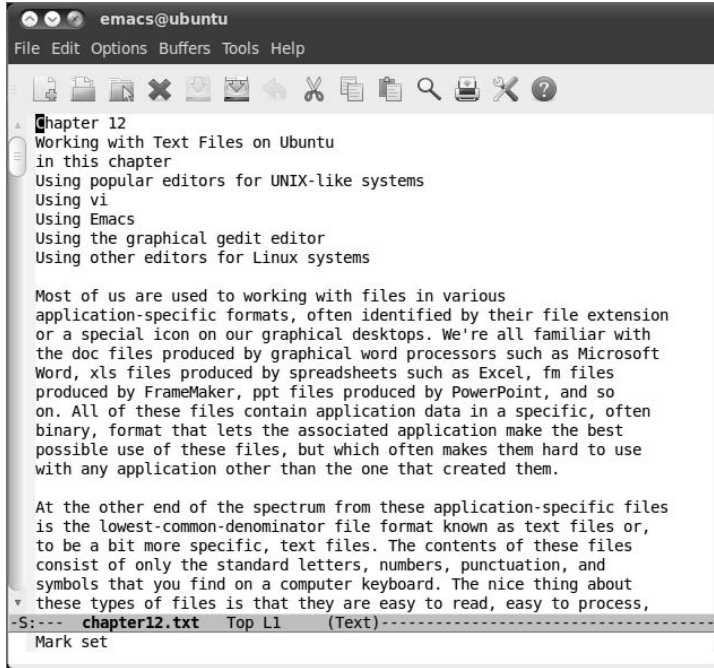 emacs@ubuntu
File Edit Options Buffers Tools Help
Chapter 12
Working with Text Files on Ubuntu
in this chapter
Using popular editors for UNIX-like systems
Using vi
Using Emacs
Using the graphical gedit editor
Using other editors for Linux systems
Most of us are used to working with files in various
application-specific formats, often identified by their file extension
or a special icon on our graphical desktops. We're all familiar with
the doc files produced by graphical word processors such as Microsoft
Word, xls files produced by spreadsheets such as Excel, fm files
produced by FrameMaker, ppt files produced by PowerPoint, and so
on. All of these files contain application data in a specific, often
binary, format that lets the associated application make the best
possible use of these files, but which often makes them hard to use
with any application other than the one that created them.
At the other end of the spectrum from these application-specific files
is the lowest-common-denominator file format known as text files or,
to be a bit more specific, text files. The contents of these files
consist of only the standard letters, numbers, punctuation, and
symbols that you find on a computer keyboard. The nice thing about
these types of files is that they are easy to read, easy to process,
-S:--- chapter12.txt Top L1 (Text)----------------------------------
Mark set